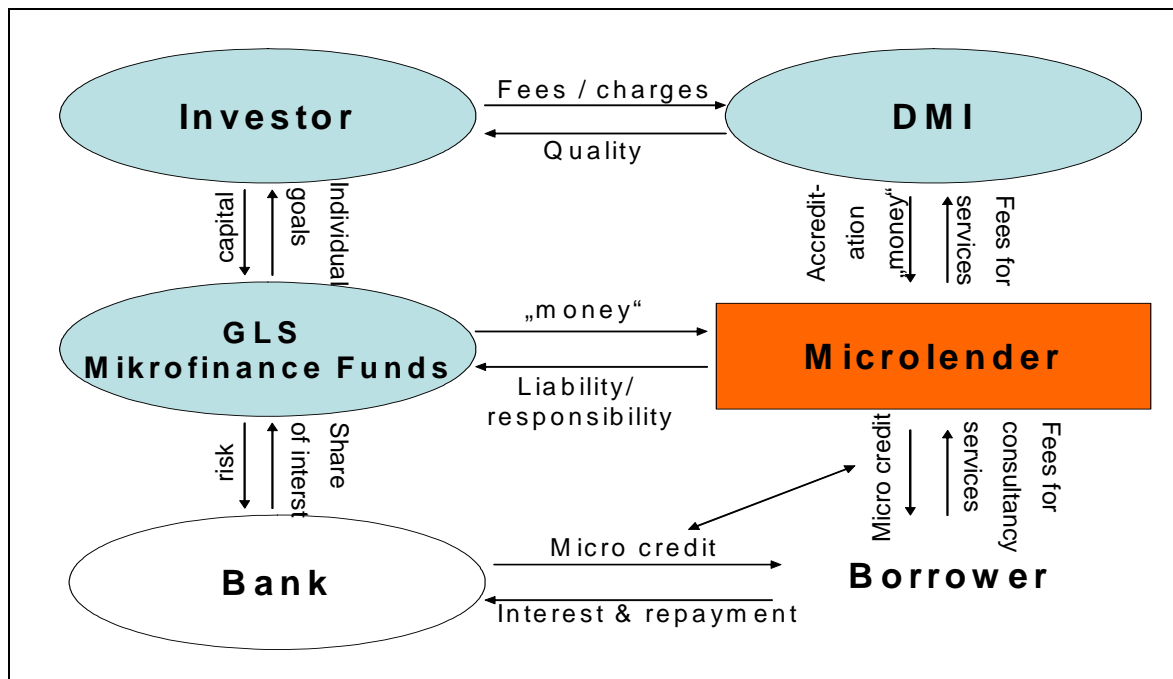 Investor
Fees / charges
Quality
DMI
capital
Individual
goals
Accredit-
ation
„money“
Fees for
services
GLS
Mikrofinance Funds
„money“
Liability/
responsibility
Microlender
risk
Share
of interst
Micro credit
Fees for
consultancy
services
Bank
Micro credit
Interest & repayment
Borrower